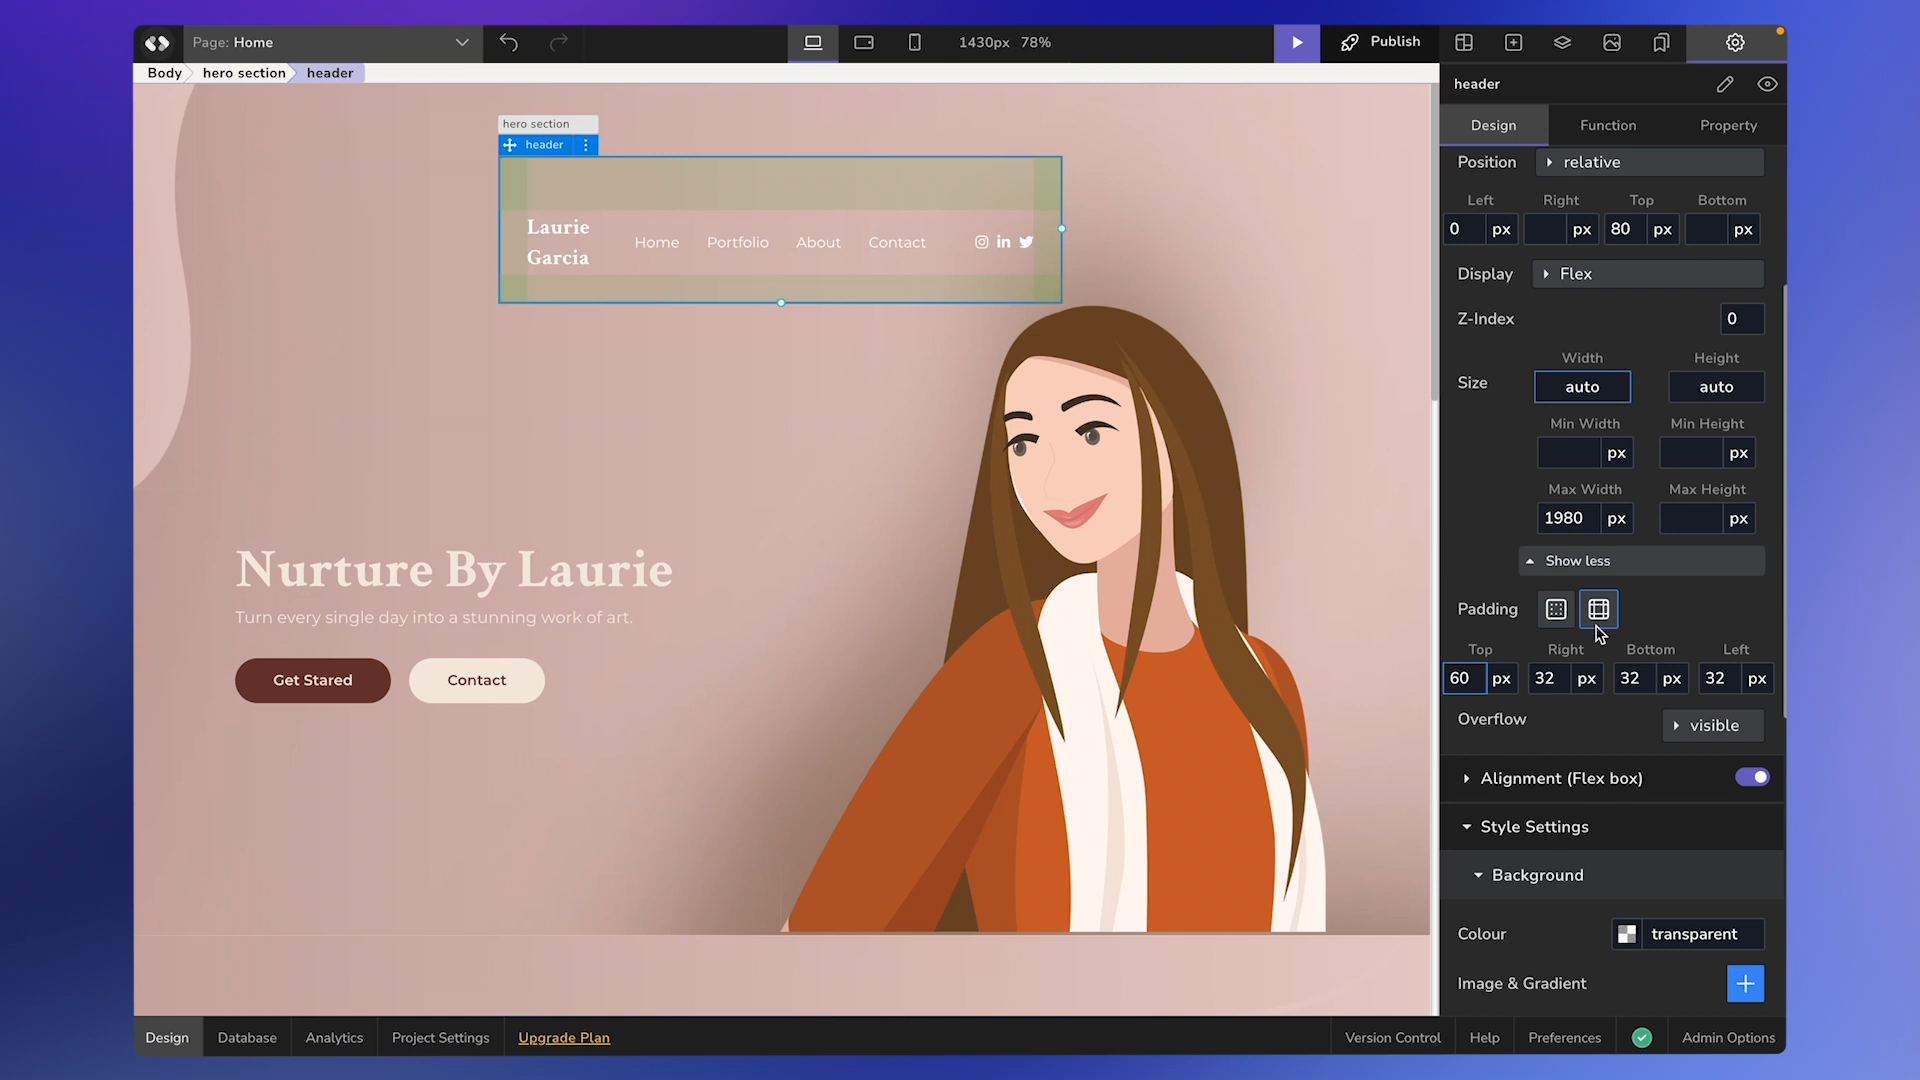 Page: Home
1430px 78%
Publish
Body
hero section
header
header
Design
Function
Property
hero section
header
Laurie
Garcia
Home
Portfolio
About
Contact
Nurture By Laurie
Turn every single day into a stunning work of art.
Get Stared
Contact
Position
relative
Left
Right
Top
Bottom
0 px
px
80 px
px
Display
Flex
Z-Index
0
Width
Height
Size
auto
auto
Min Width
Min Height
px
px
Max Width
Max Height
1980 px
px
Show less
Padding
Top
Right
Bottom
Left
60 px
32 px
32 px
32 px
Overflow
visible
Alignment (Flex box)
Style Settings
Background
Colour
transparent
Image & Gradient
Design
Database
Analytics
Project Settings
Upgrade Plan
Version Control
Help
Preferences
Admin Options